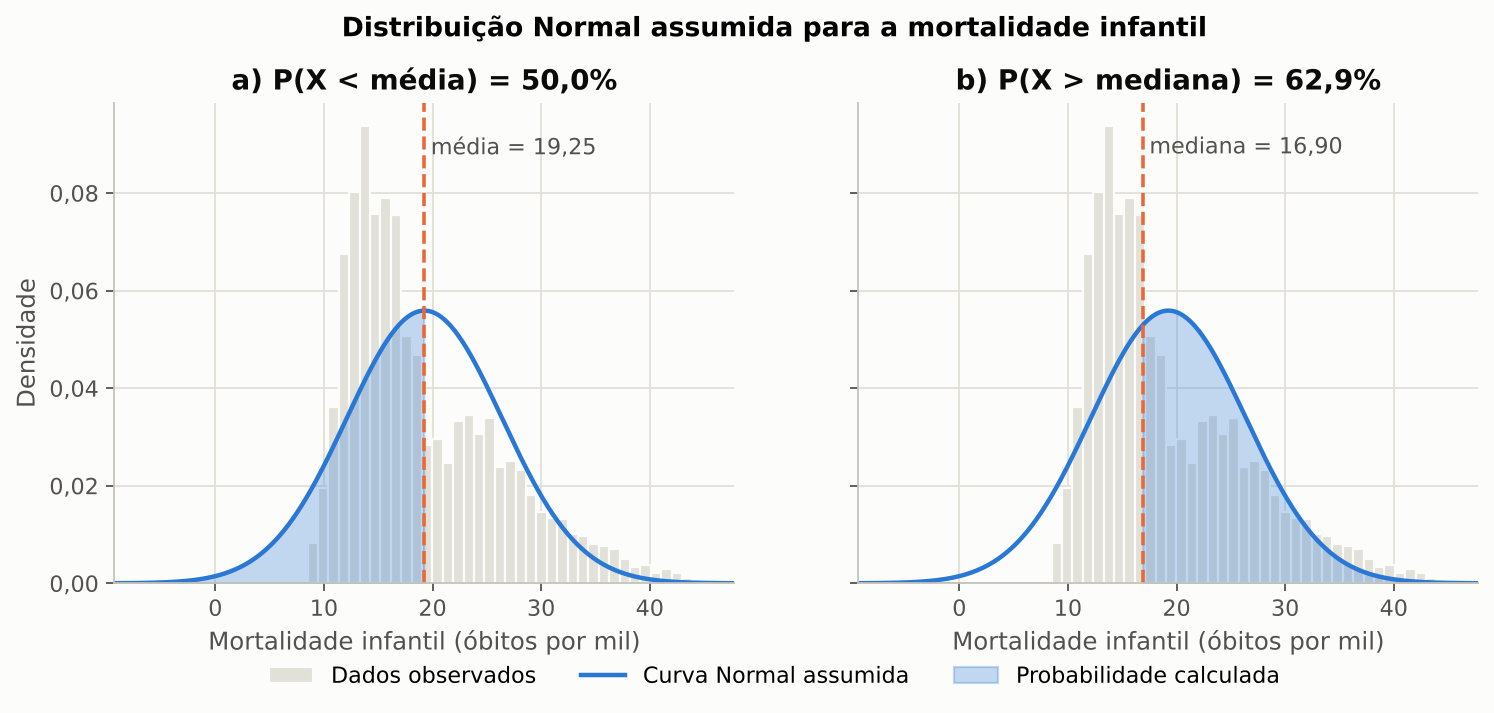 Distribuição Normal assumida para a mortalidade infantil
a) P(X < média) = 50,0%
média = 19,25
Densidade
0,08
0,06
0,04
0,02
0,00
0 10 20 30 40
Mortalidade infantil (óbitos por mil)
b) P(X > mediana) = 62,9%
mediana = 16,90
0 10 20 30 40
Mortalidade infantil (óbitos por mil)
Dados observados Curva Normal assumida Probabilidade calculada